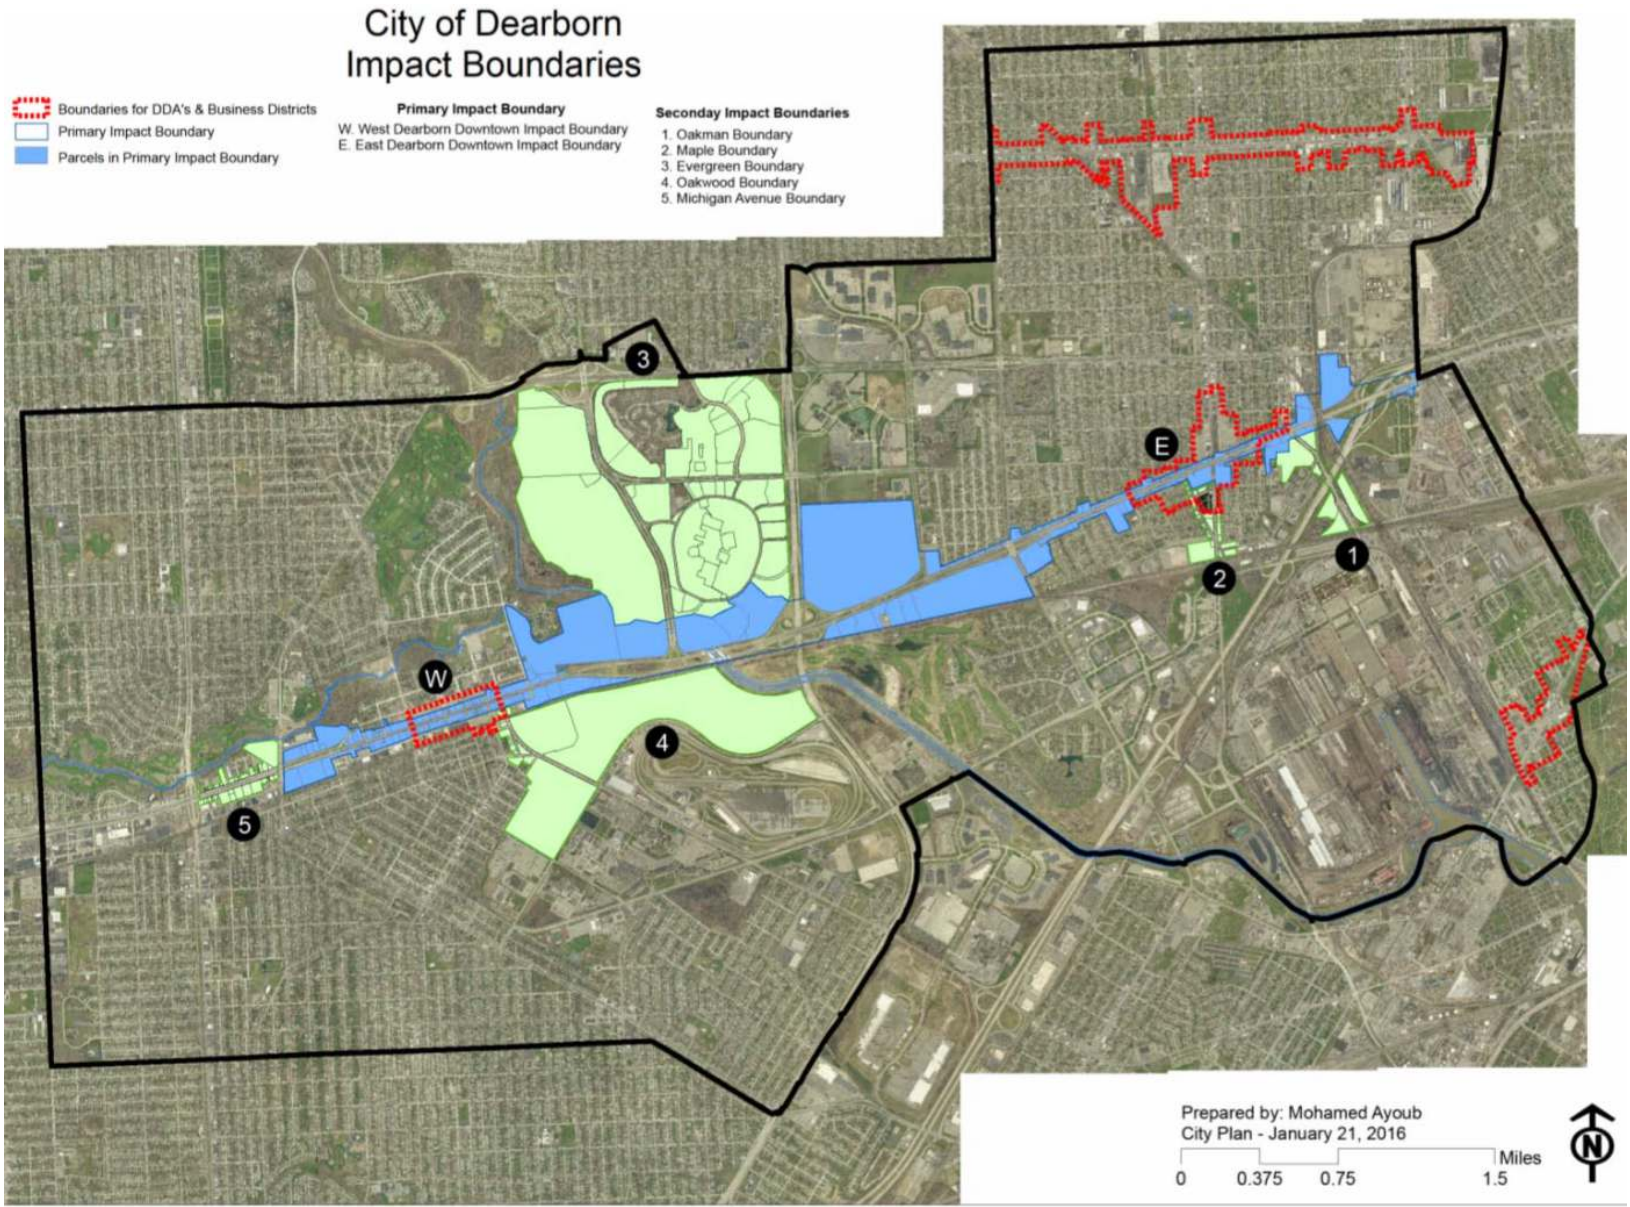 City of Dearborn
Impact Boundaries
Boundaries for DDA's & Business Districts
Primary Impact Boundary
Parcels in Primary Impact Boundary
Primary Impact Boundary
W. West Dearborn Downtown Impact Boundary
E. East Dearborn Downtown Impact Boundary
Seconday Impact Boundaries
1. Oakman Boundary
2. Maple Boundary
3. Evergreen Boundary
4. Oakwood Boundary
5. Michigan Avenue Boundary
3
E
1
2
W
4
5
Prepared by: Mohamed Ayoub
City Plan - January 21, 2016
Miles
0 0.375 0.75 1.5
N